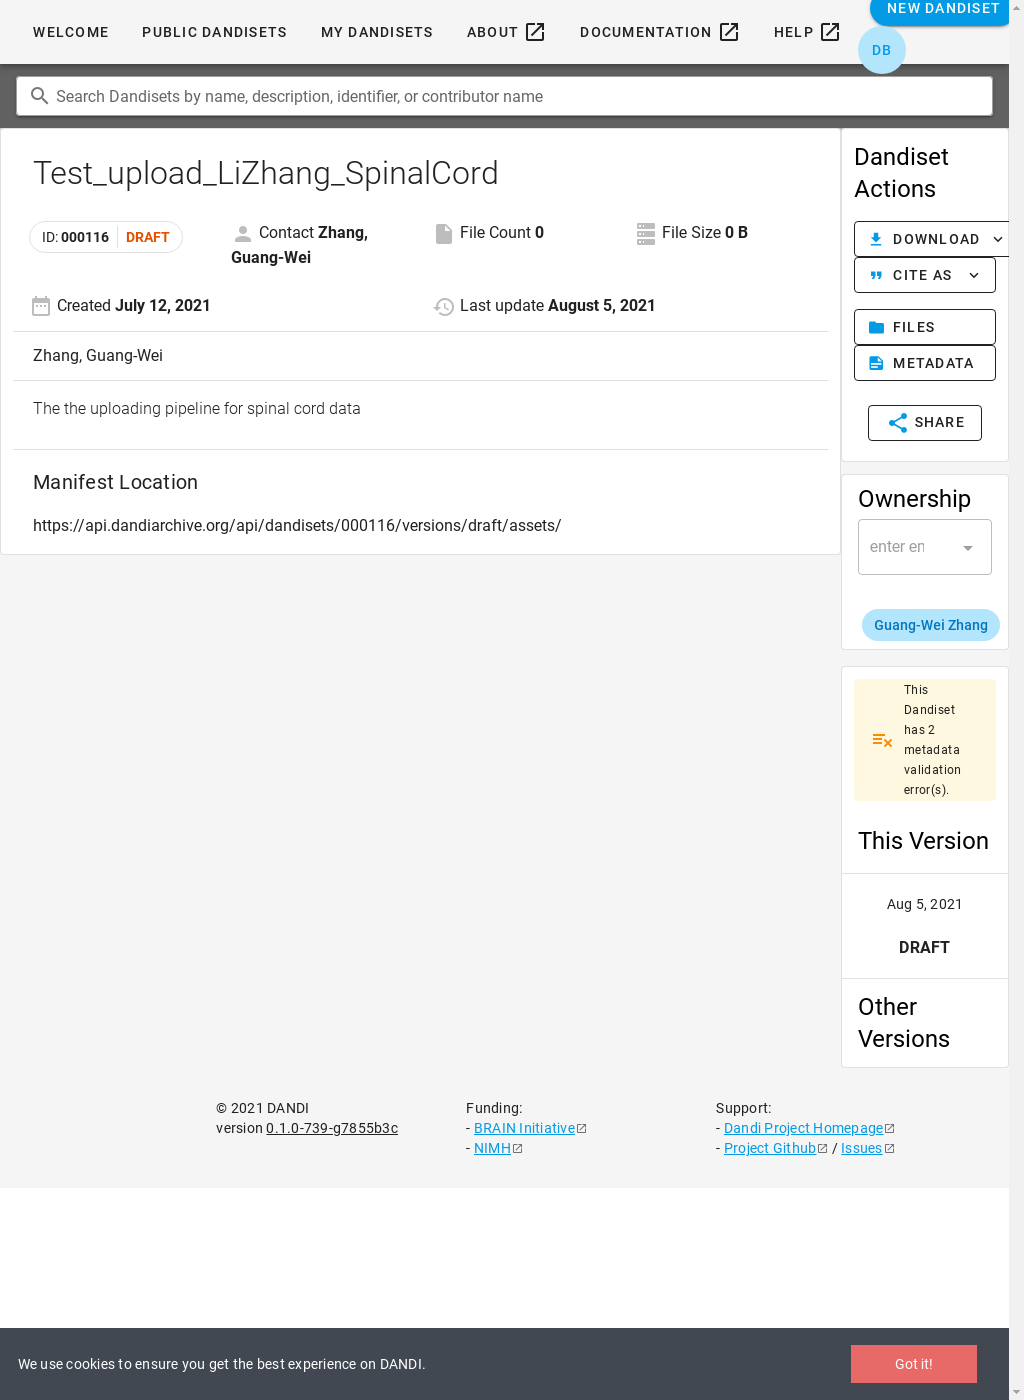 NEW DANDISET
WELCOME PUBLIC DANDISETS MY DANDISETS ABOUT DOCUMENTATION HELP
DB
Search Dandisets by name, description, identifier, or contributor name
Test_upload_LiZhang_SpinalCord
ID: 000116 DRAFT
Contact Zhang,
Guang-Wei
File Count 0
File Size 0 B
Created July 12, 2021
Last update August 5, 2021
Zhang, Guang-Wei
The the uploading pipeline for spinal cord data
Manifest Location
https://api.dandiarchive.org/api/dandisets/000116/versions/draft/assets/
Dandiset
Actions
DOWNLOAD
CITE AS
FILES
METADATA
SHARE
Ownership
enter en
Guang-Wei Zhang
This
Dandiset
has 2
metadata
validation
error(s).
This Version
Aug 5, 2021
DRAFT
Other
Versions
© 2021 DANDI
version 0.1.0-739-g7855b3c
Funding:
- BRAIN Initiative
- NIMH
Support:
- Dandi Project Homepage
- Project Github / Issues
We use cookies to ensure you get the best experience on DANDI.
Got it!